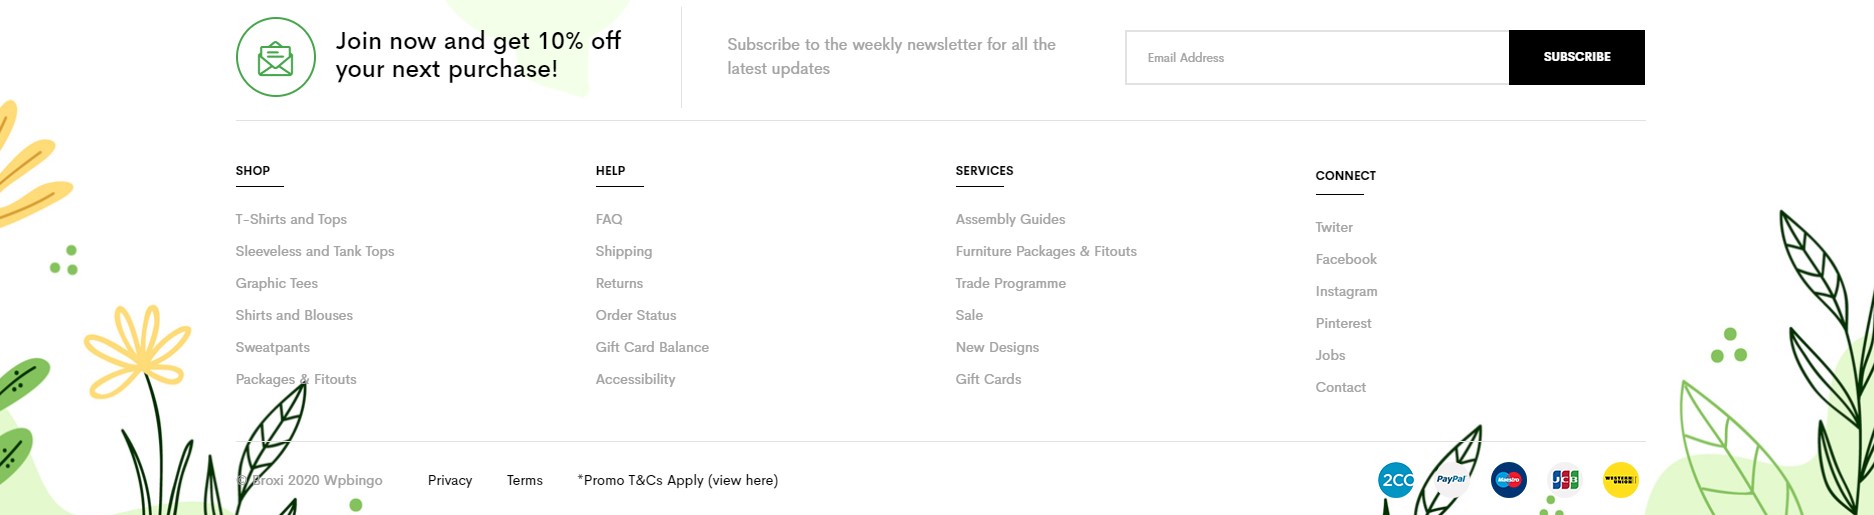 Join now and get 10% off
your next purchase!
Subscribe to the weekly newsletter for all the
latest updates
Email Address
SUBSCRIBE
SHOP
T-Shirts and Tops
Sleeveless and Tank Tops
Graphic Tees
Shirts and Blouses
Sweatpants
Packages & Fitouts
HELP
FAQ
Shipping
Returns
Order Status
Gift Card Balance
Accessibility
SERVICES
Assembly Guides
Furniture Packages & Fitouts
Trade Programme
Sale
New Designs
Gift Cards
CONNECT
Twiter
Facebook
Instagram
Pinterest
Jobs
Contact
© Broxi 2020 Wpbingo
Privacy
Terms
*Promo T&Cs Apply (view here)
2CO
PayPal
Maestro
JCB
WESTERN
UNION